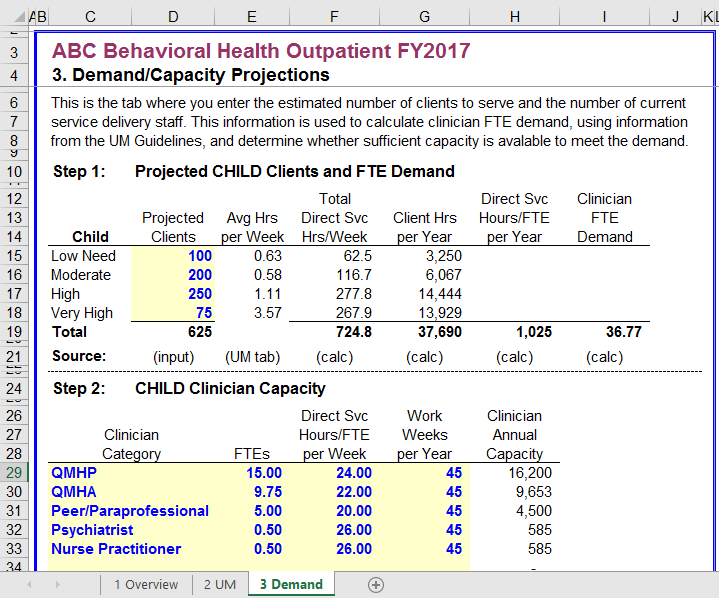 AB C D E F G H I J K L
3 ABC Behavioral Health Outpatient FY2017
4 3. Demand/Capacity Projections
6 This is the tab where you enter the estimated number of clients to serve and the number of current
7 service delivery staff. This information is used to calculate clinician FTE demand, using information
8 from the UM Guidelines, and determine whether sufficient capacity is avalable to meet the demand.
9
10 Step 1: Projected CHILD Clients and FTE Demand
12 Total Direct Svc Clinician
13 Projected Avg Hrs Direct Svc Client Hrs Hours/FTE FTE
14 Child Clients per Week Hrs/Week per Year per Year Demand
15 Low Need 100 0.63 62.5 3,250
16 Moderate 200 0.58 116.7 6,067
17 High 250 1.11 277.8 14,444
18 Very High 75 3.57 267.9 13,929
19 Total 625 724.8 37,690 1,025 36.77
21 Source: (input) (UM tab) (calc) (calc) (calc) (calc)
24 Step 2: CHILD Clinician Capacity
26 Direct Svc Work Clinician
27 Clinician Hours/FTE Weeks Annual
28 Category FTEs per Week per Year Capacity
29 QMHP 15.00 24.00 45 16,200
30 QMHA 9.75 22.00 45 9,653
31 Peer/Paraprofessional 5.00 20.00 45 4,500
32 Psychiatrist 0.50 26.00 45 585
33 Nurse Practitioner 0.50 26.00 45 585
34 -
1 Overview 2 UM 3 Demand